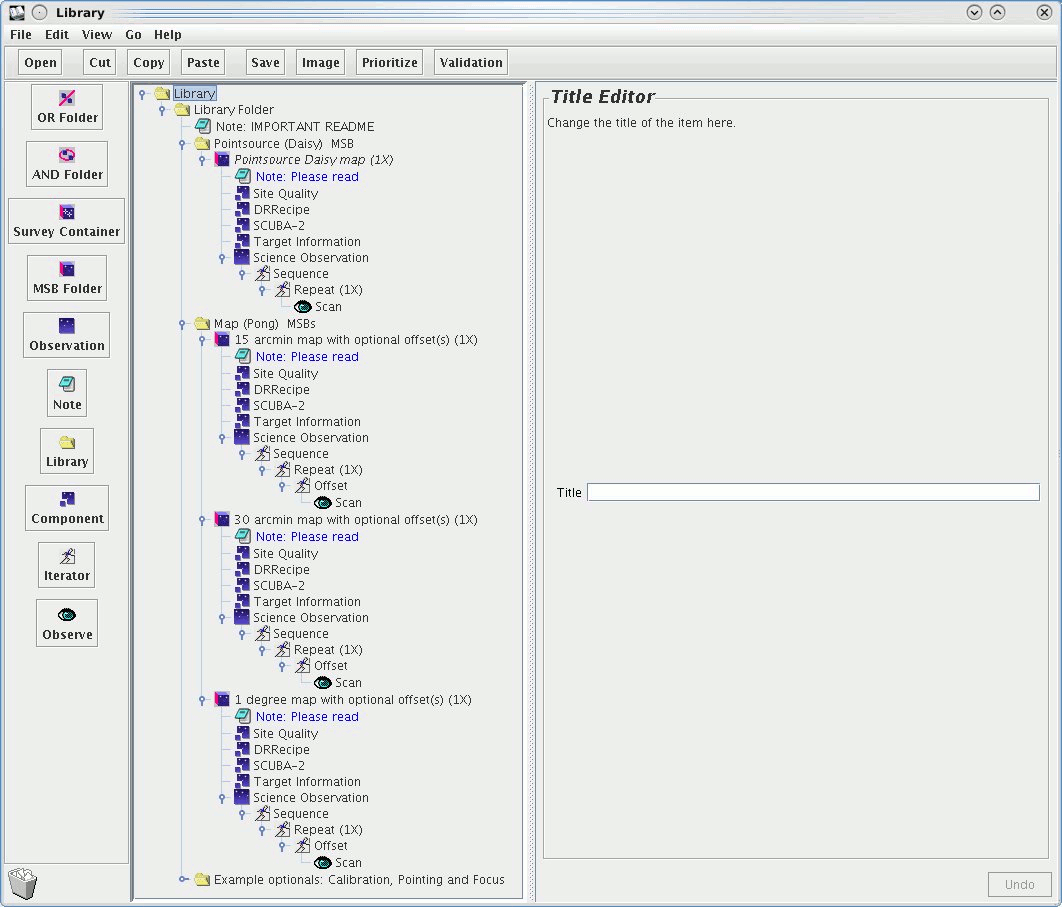 Library
File Edit View Go Help
Open Cut Copy Paste Save Image Prioritize Validation
OR Folder
AND Folder
Survey Container
MSB Folder
Observation
Note
Library
Component
Iterator
Observe
Library
Library Folder
Note: IMPORTANT README
Pointsource (Daisy) MSB
Pointsource Daisy map (1X)
Note: Please read
Site Quality
DRRecipe
SCUBA-2
Target Information
Science Observation
Sequence
Repeat (1X)
Scan
Map (Pong) MSBs
15 arcmin map with optional offset(s) (1X)
Note: Please read
Site Quality
DRRecipe
SCUBA-2
Target Information
Science Observation
Sequence
Repeat (1X)
Offset
Scan
30 arcmin map with optional offset(s) (1X)
Note: Please read
Site Quality
DRRecipe
SCUBA-2
Target Information
Science Observation
Sequence
Repeat (1X)
Offset
Scan
1 degree map with optional offset(s) (1X)
Note: Please read
Site Quality
DRRecipe
SCUBA-2
Target Information
Science Observation
Sequence
Repeat (1X)
Offset
Scan
Example optionals: Calibration, Pointing and Focus
Title Editor
Change the title of the item here.
Title
Undo